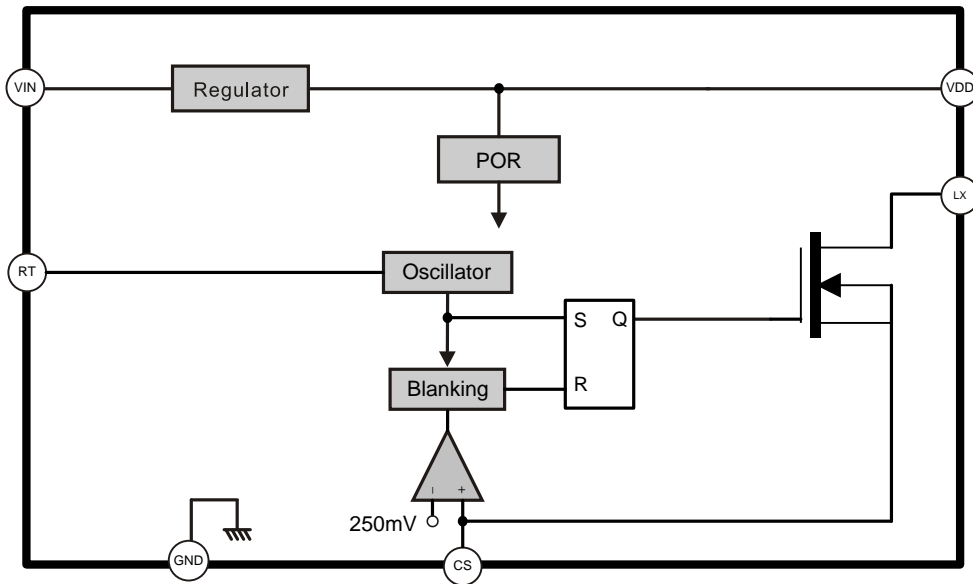 VIN
Regulator
VDD
POR
LX
RT
Oscillator
S Q
Blanking
R
– +
250mV
GND
CS